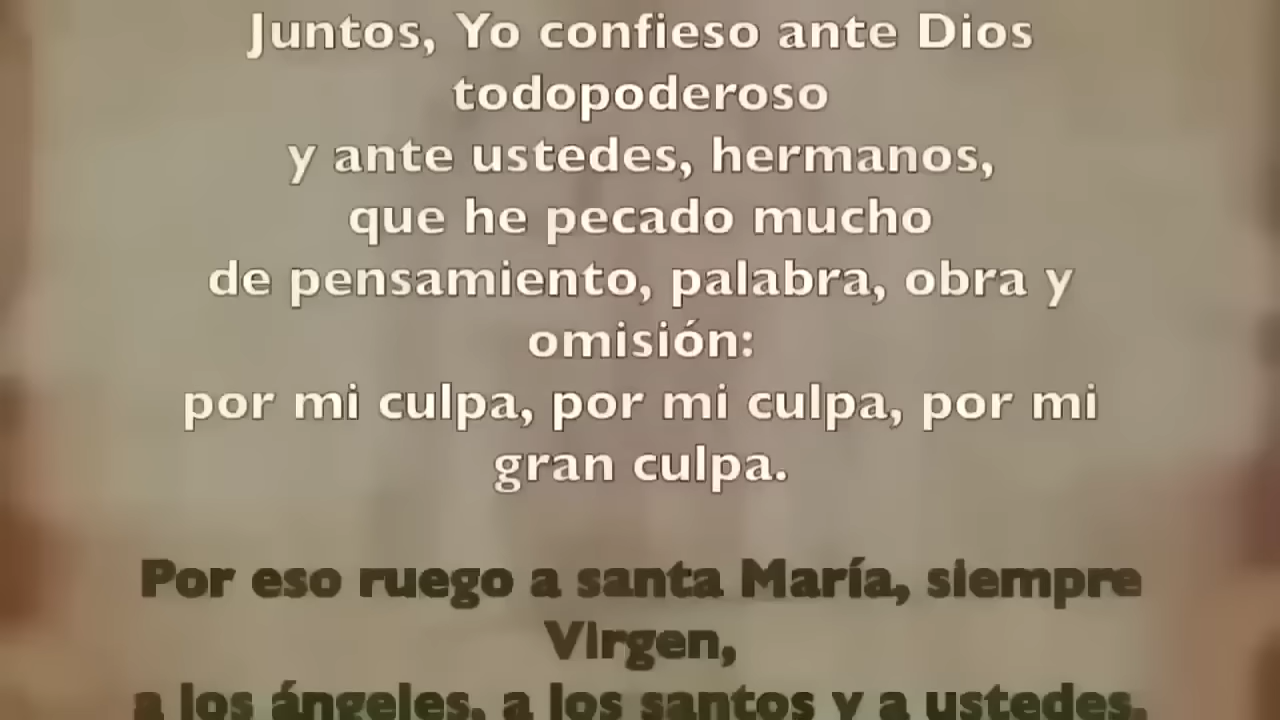 Juntos, Yo confieso ante Dios
todopoderoso
y ante ustedes, hermanos,
que he pecado mucho
de pensamiento, palabra, obra y
omisión:
por mi culpa, por mi culpa, por mi
gran culpa.
Por eso ruego a santa María, siempre
Virgen,
a los ángeles, a los santos y a ustedes,